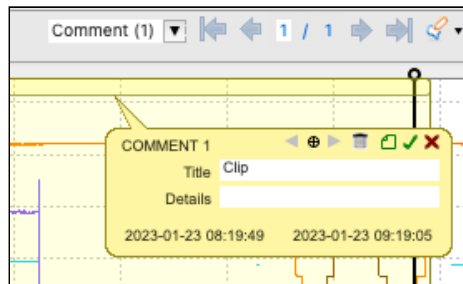 Comment (1) 1 / 1
COMMENT 1
Title Clip
Details
2023-01-23 08:19:49 2023-01-23 09:19:05